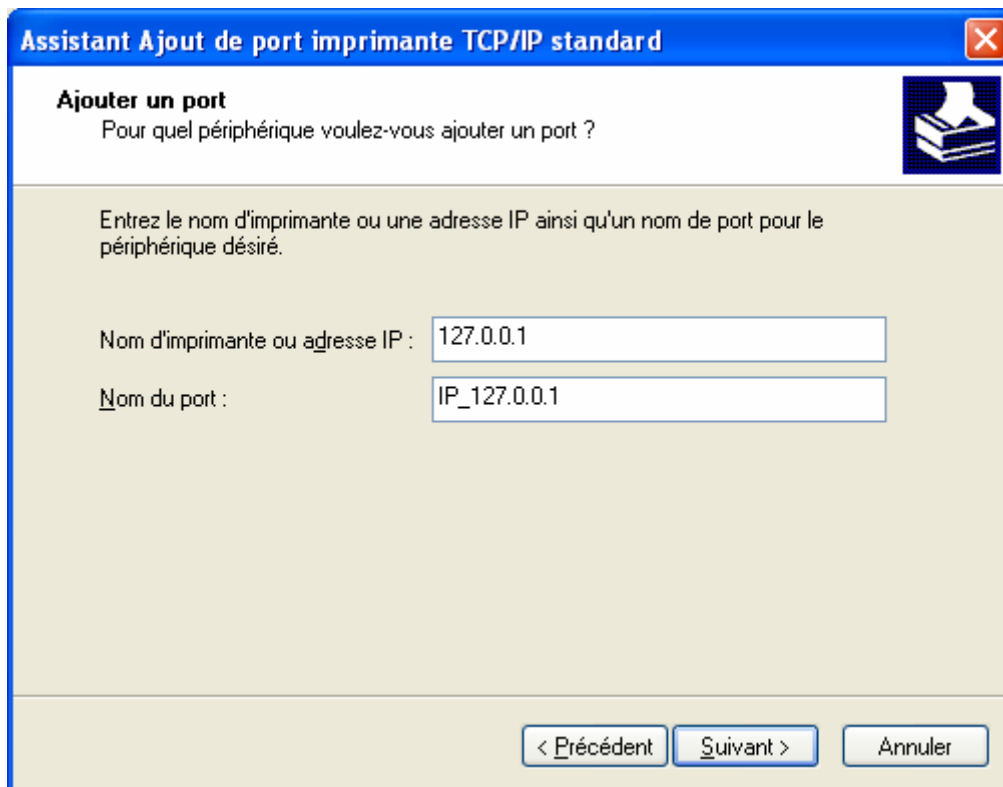 Assistant Ajout de port imprimante TCP/IP standard
Ajouter un port
Pour quel périphérique voulez-vous ajouter un port ?
Entrez le nom d'imprimante ou une adresse IP ainsi qu'un nom de port pour le
périphérique désiré.
Nom d'imprimante ou adresse IP : 127.0.0.1
Nom du port : IP_127.0.0.1
< Précédent Suivant > Annuler